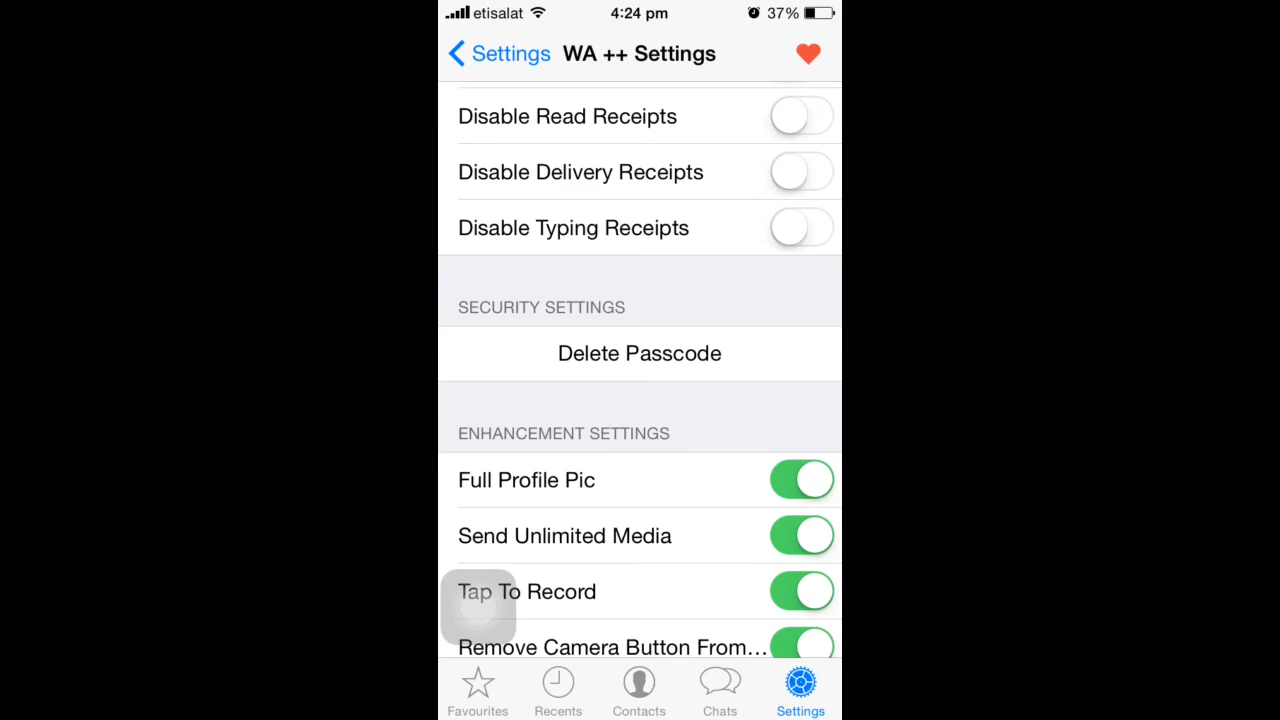 etisalat 4:24 pm 37%
Settings WA ++ Settings
Disable Read Receipts
Disable Delivery Receipts
Disable Typing Receipts
SECURITY SETTINGS
Delete Passcode
ENHANCEMENT SETTINGS
Full Profile Pic
Send Unlimited Media
Tap To Record
Remove Camera Button From...
Favourites Recents Contacts Chats Settings